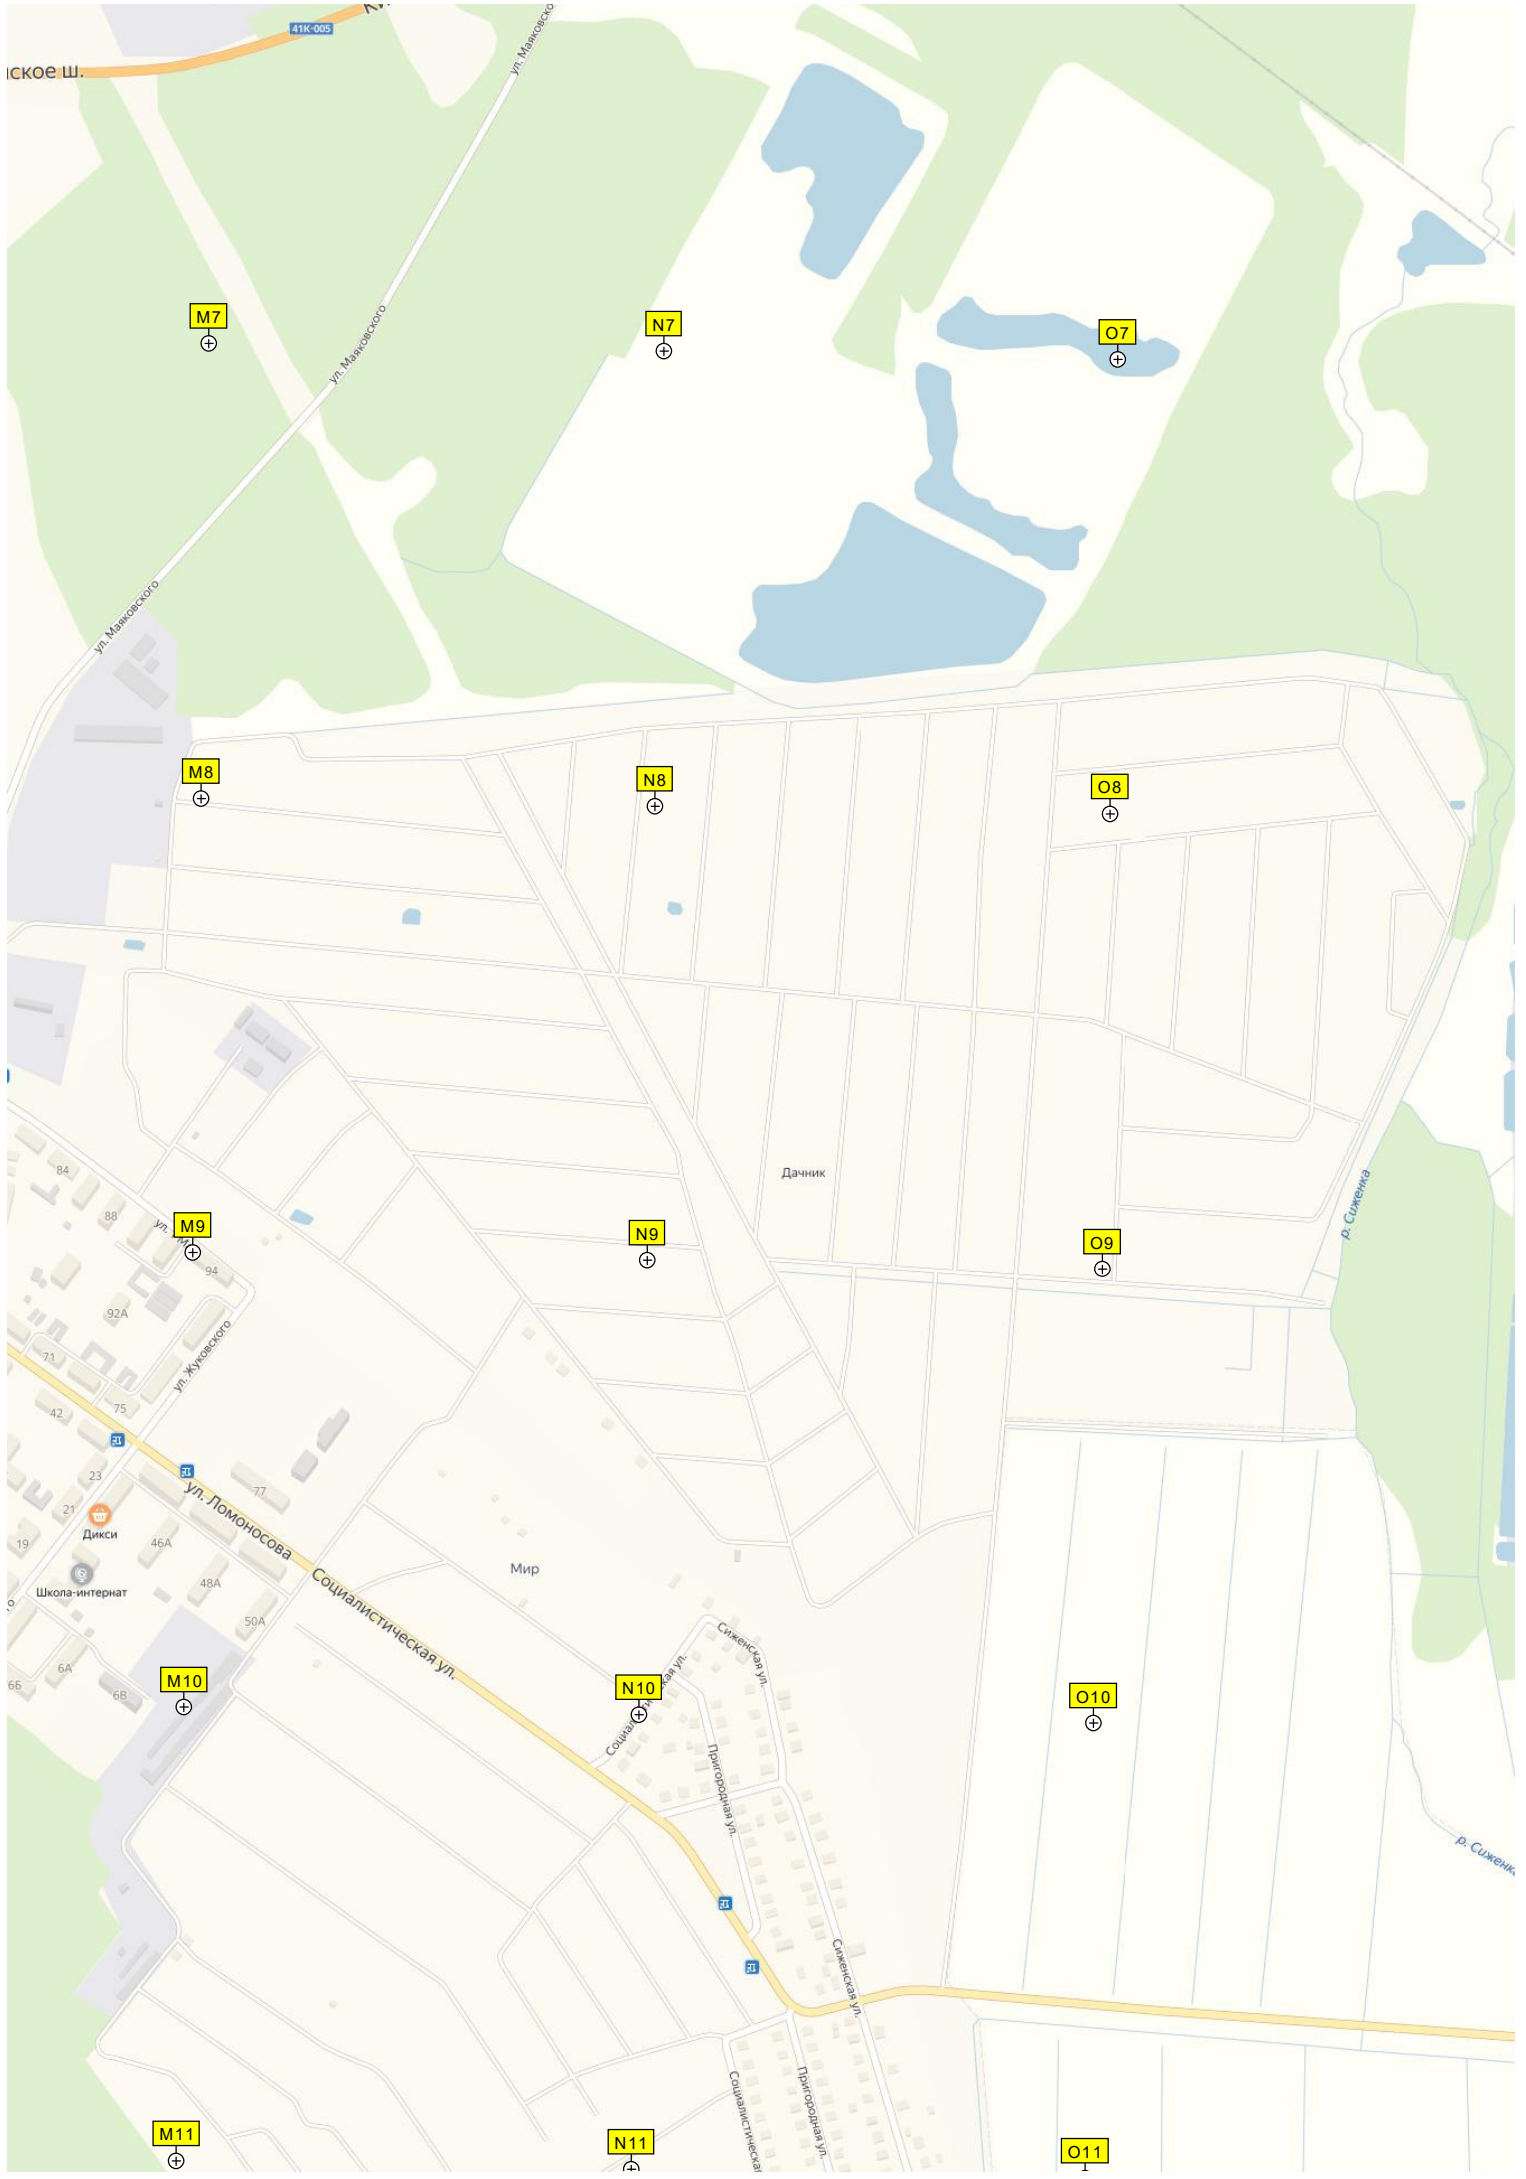 41К-005
ул. Маяковского
ское ш.
M7
N7
O7
ул. Маяковского
ул. Маяковского
M8
N8
O8
84
Дачник
р. Сиженка
88
M9
N9
O9
ул.
94
92А
71
ул. Жуковского
75
42
23
77
21
ул. Ломоносова
Дикси
19
46А
Мир
Школа-интернат
48А
Социалистическая ул.
50А
Сиженская ул.
6А
6Б
6В
M10
N10
O10
Пригородная ул.
р. Сиженка
Сиженская ул.
Социалистическая
Пригородная ул.
M11
N11
O11